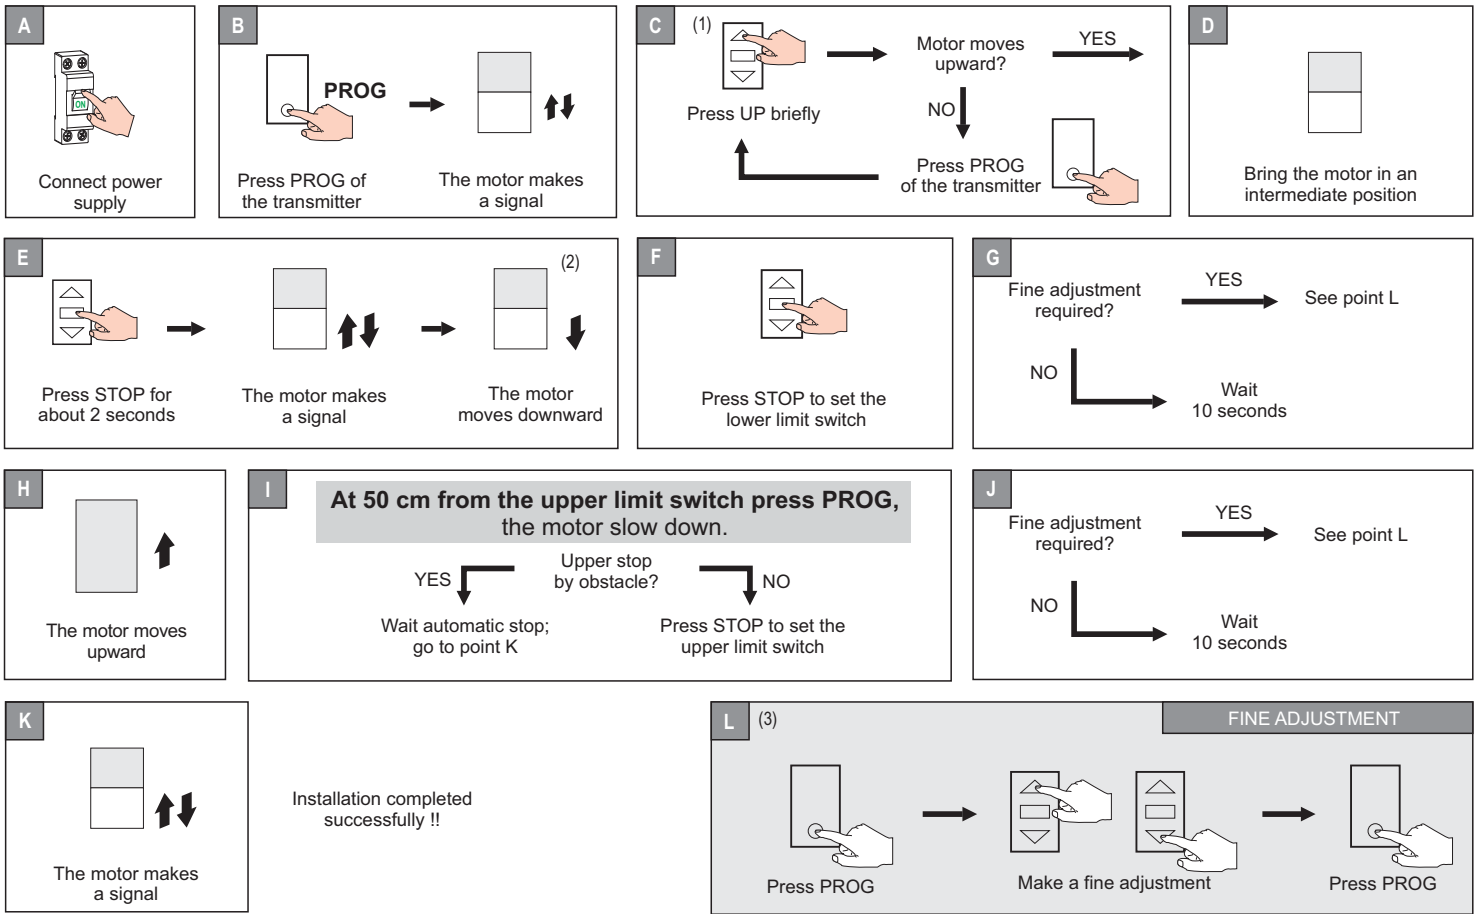 A
ON
Connect power
supply
B
PROG
Press PROG of
the transmitter
The motor makes
a signal
C
(1)
Press UP briefly
Motor moves
upward?
YES
NO
Press PROG
of the transmitter
D
Bring the motor in an
intermediate position
E
Press STOP for
about 2 seconds
The motor makes
a signal
(2)
The motor
moves downward
F
Press STOP to set the
lower limit switch
G
Fine adjustment
required?
YES
See point L
NO
Wait
10 seconds
H
The motor moves
upward
I
At 50 cm from the upper limit switch press PROG,
the motor slow down.
Upper stop
by obstacle?
YES
NO
Wait automatic stop;
go to point K
Press STOP to set the
upper limit switch
J
Fine adjustment
required?
YES
See point L
NO
Wait
10 seconds
K
The motor makes
a signal
Installation completed
successfully !!
L
(3)
FINE ADJUSTMENT
Press PROG
Make a fine adjustment
Press PROG